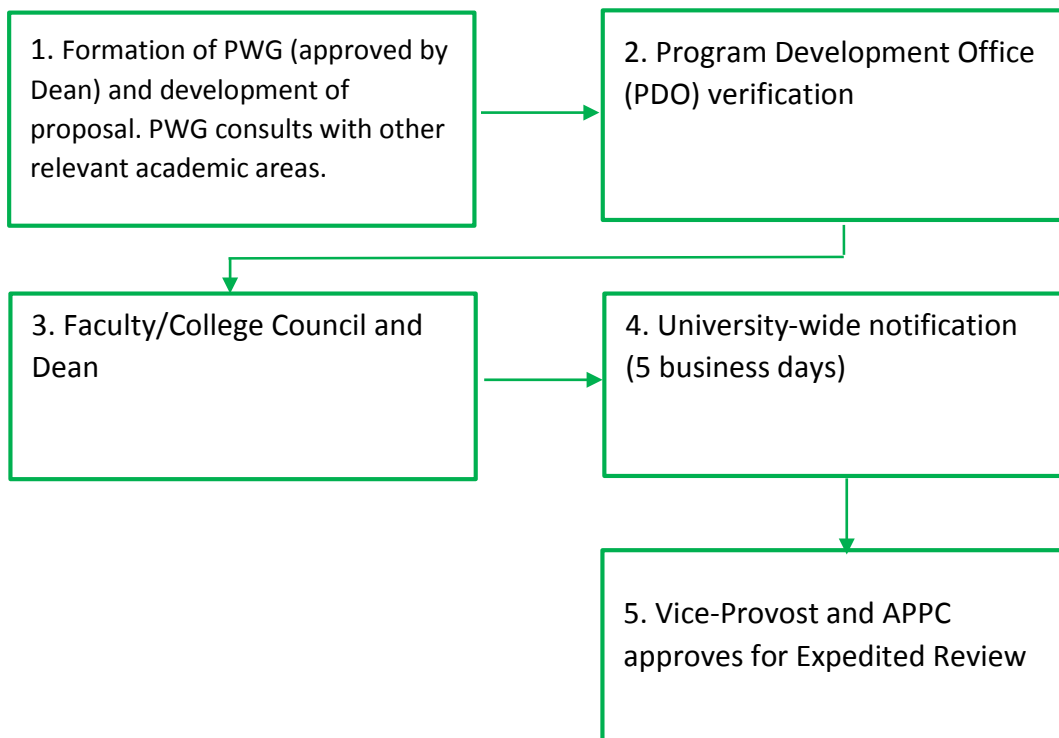 1. Formation of PWG (approved by
Dean) and development of
proposal. PWG consults with other
relevant academic areas.
2. Program Development Office
(PDO) verification
3. Faculty/College Council and
Dean
4. University-wide notification
(5 business days)
5. Vice-Provost and APPC
approves for Expedited Review